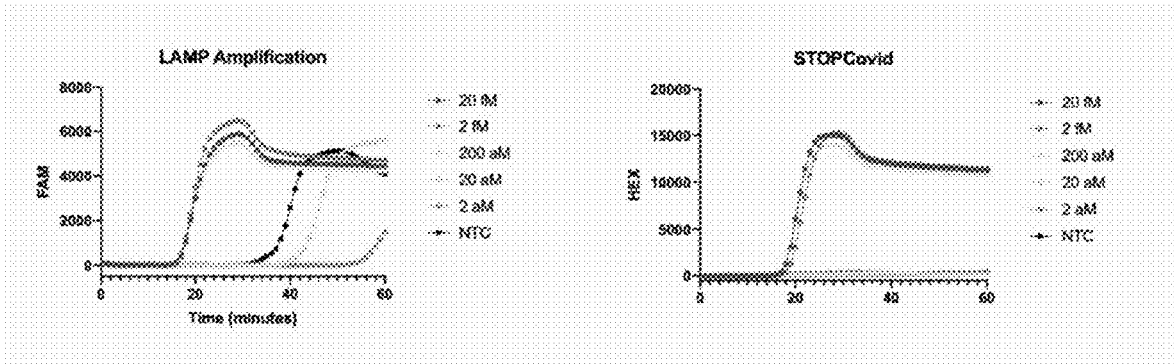 LAMP Amplification
8000
6000
4000
2000
0
FAM
0
20
40
60
Time (minutes)
20 fM
2 fM
200 aM
20 aM
2 aM
NTC
STOPCovid
20000
15000
10000
5000
0
HEX
0
20
40
60
20 fM
2 fM
200 aM
20 aM
2 aM
NTC